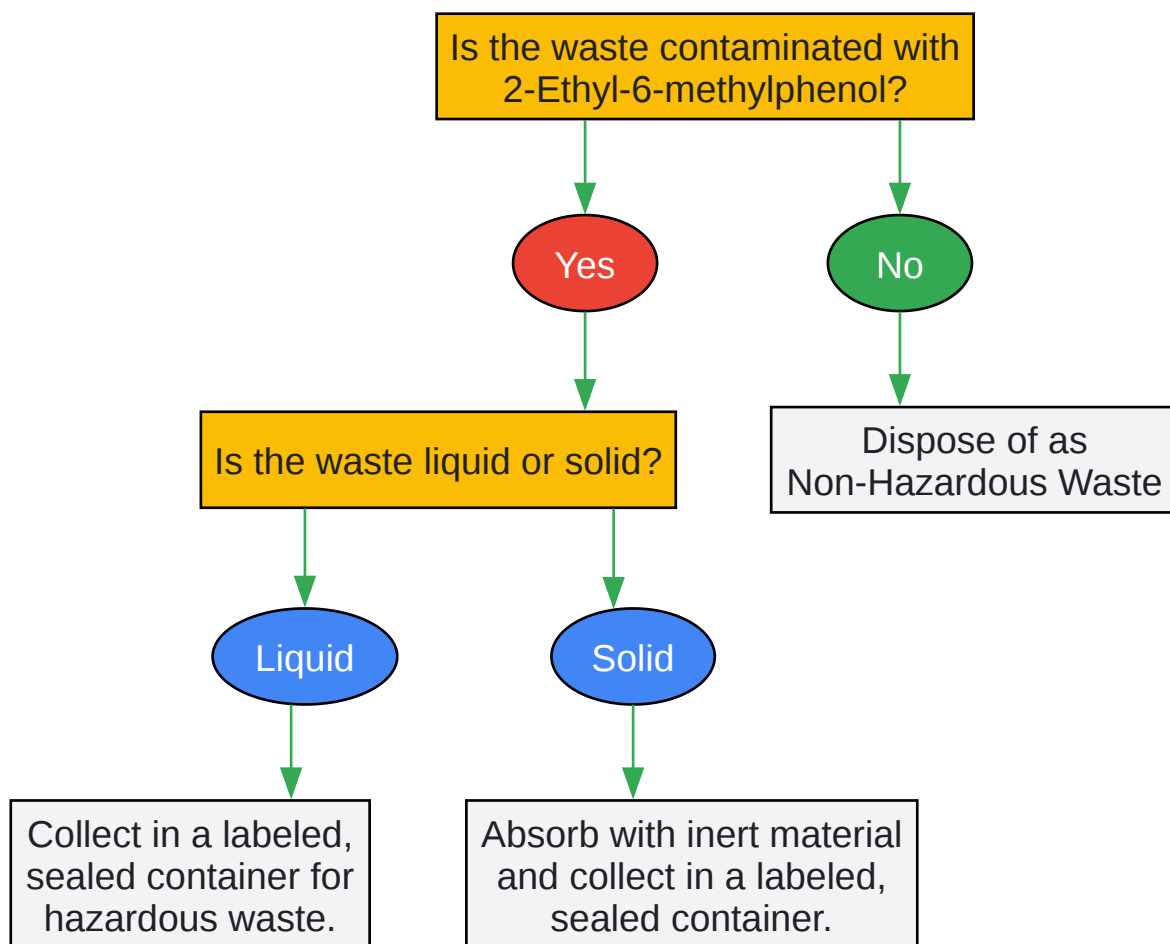 Is the waste contaminated with
2-Ethyl-6-methylphenol?
Yes
No
Is the waste liquid or solid?
Dispose of as
Non-Hazardous Waste
Liquid
Solid
Collect in a labeled,
sealed container for
hazardous waste.
Absorb with inert material
and collect in a labeled,
sealed container.